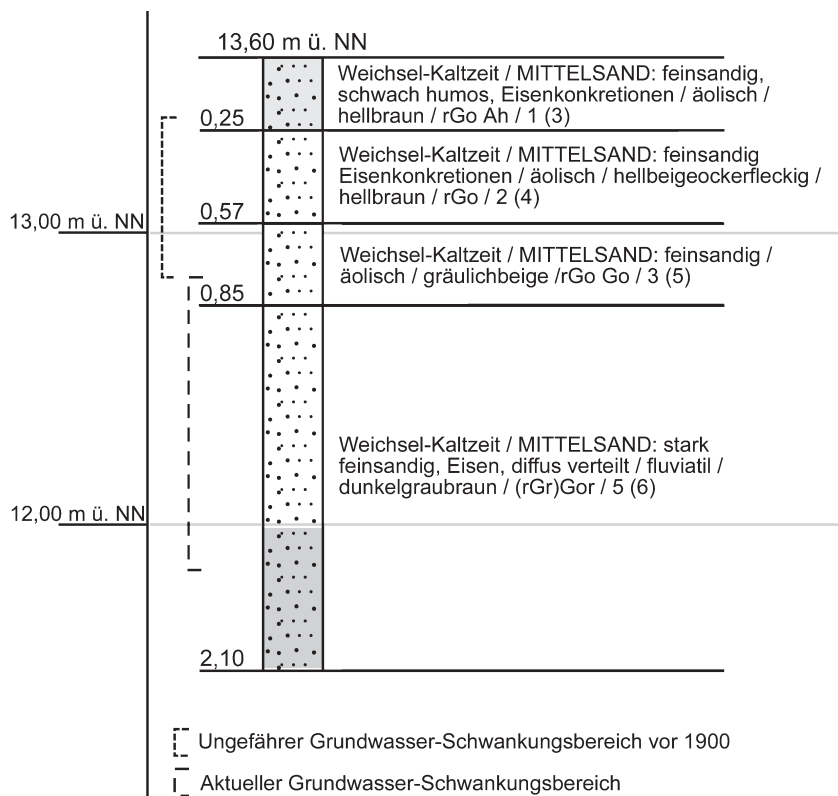 13,60 m ü. NN
Weichsel-Kaltzeit / MITTELSAND: feinsandig,
schwach humos, Eisenkonkretionen / äolisch /
hellbraun / rGo Ah / 1 (3)
0,25
Weichsel-Kaltzeit / MITTELSAND: feinsandig
Eisenkonkretionen / äolisch / hellbeigeockerfleckig /
hellbraun / rGo / 2 (4)
0,57
13,00 m ü. NN
Weichsel-Kaltzeit / MITTELSAND: feinsandig /
äolisch / gräulichbeige /rGo Go / 3 (5)
0,85
Weichsel-Kaltzeit / MITTELSAND: stark
feinsandig, Eisen, diffus verteilt / fluviatil /
dunkelgraubraun / (rGr)Gor / 5 (6)
12,00 m ü. NN
2,10
Ungefährer Grundwasser-Schwankungsbereich vor 1900
Aktueller Grundwasser-Schwankungsbereich